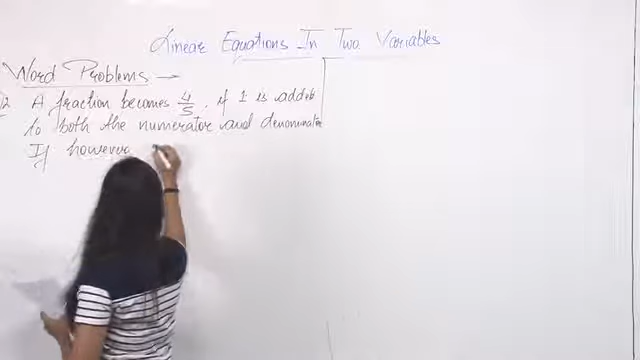 Linear Equations In Two Variables
Word Problems
2 A fraction becomes 4/5, if 1 is added
to both the numerator and denominator
If however